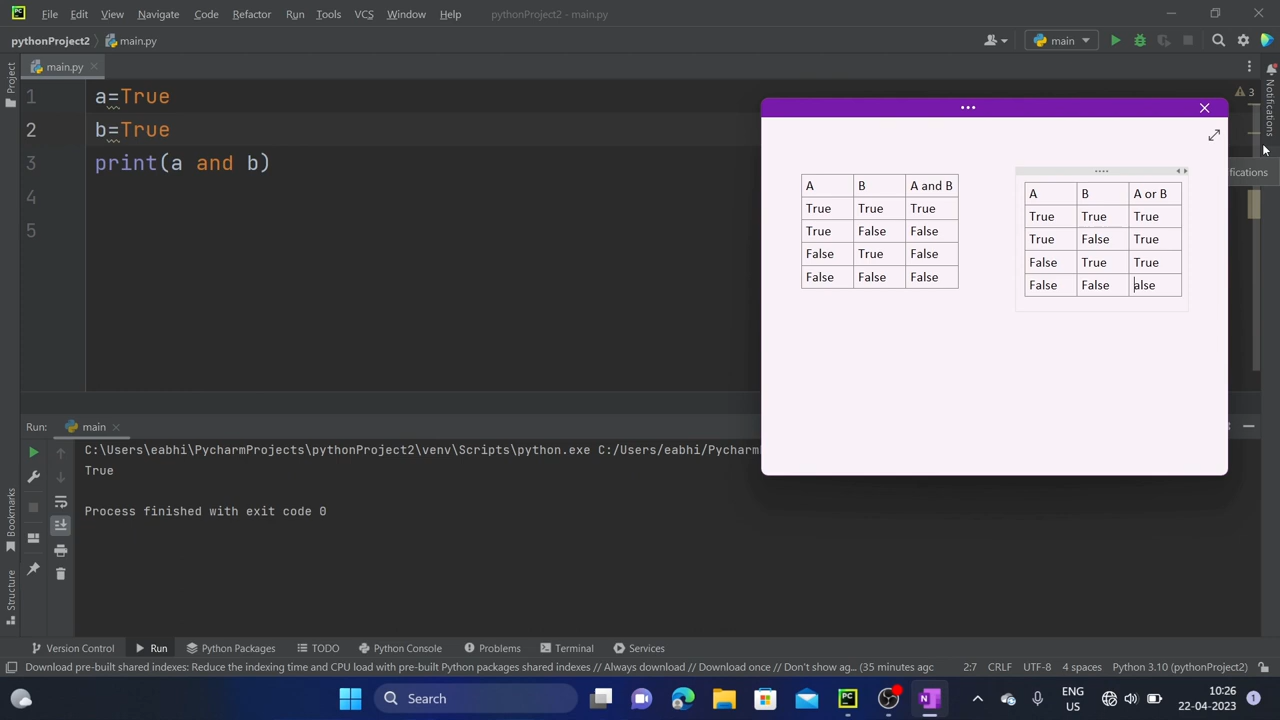 File Edit View Navigate Code Refactor Run Tools VCS Window Help pythonProject2 - main.py
pythonProject2 main.py main
main.py
1 a=True
2 b=True
3 print(a and b)
4
5
3
Project
Notifications
fications
A B A and B
True True True
True False False
False True False
False False False
A B A or B
True True True
True False True
False True True
False False alse
Run: main
C:\Users\eabhi\PycharmProjects\pythonProject2\venv\Scripts\python.exe C:/Users/eabhi/Pycharm
True
Process finished with exit code 0
Bookmarks
Structure
Version Control Run Python Packages TODO Python Console Problems Terminal Services
Download pre-built shared indexes: Reduce the indexing time and CPU load with pre-built Python packages shared indexes // Always download // Download once // Don't show ag... (35 minutes ago 2:7 CRLF UTF-8 4 spaces Python 3.10 (pythonProject2)
Search
ENG
US
10:26
22-04-2023
1